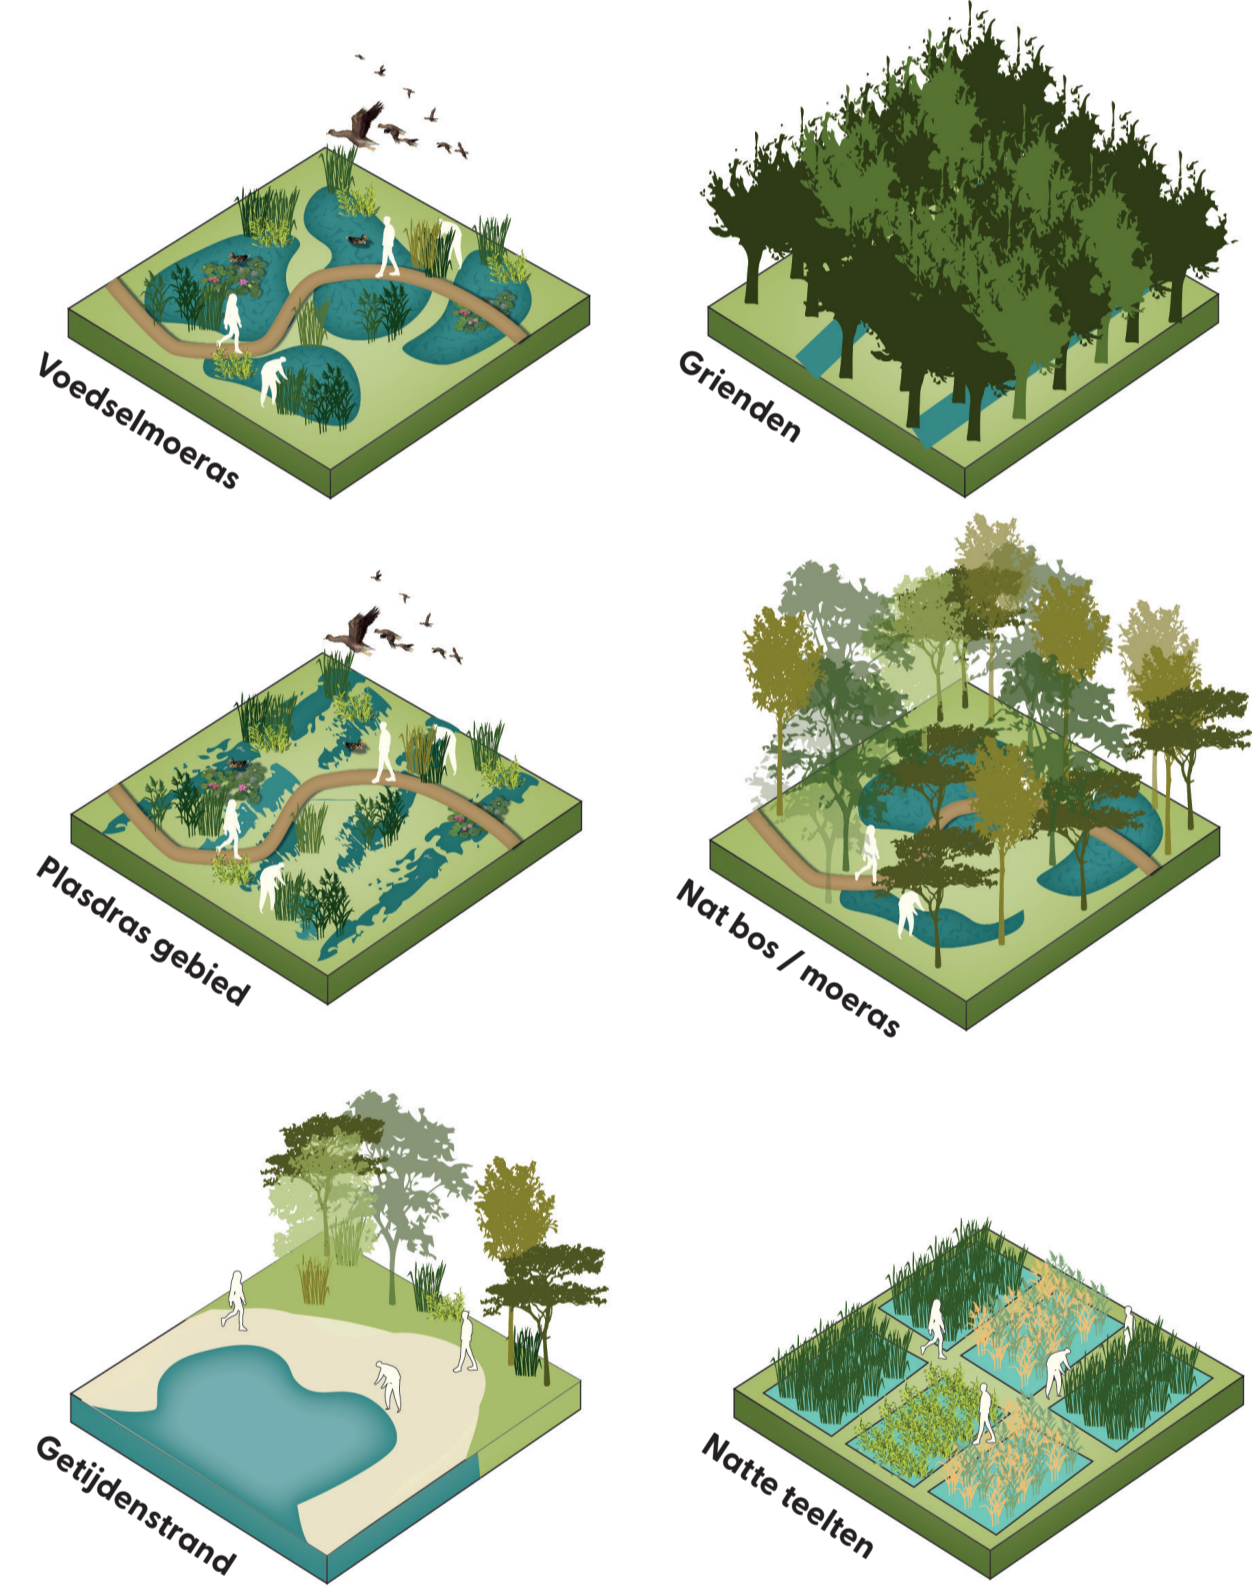 Voedselmoeras
Grienden
Plasdras gebied
Nat bos / moeras
Getijdenstrand
Natte teelten